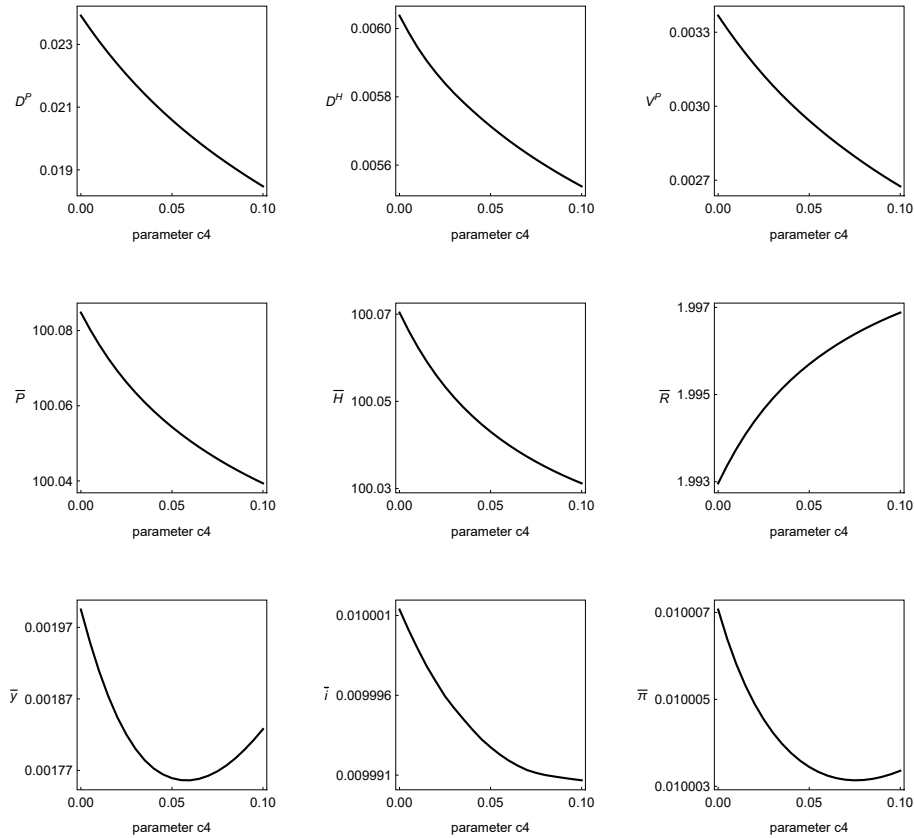 0.023
0.021
0.019
D^P
0.00 0.05 0.10
parameter c4
0.0060
0.0058
0.0056
D^H
0.00 0.05 0.10
parameter c4
0.0033
0.0030
0.0027
V^P
0.00 0.05 0.10
parameter c4
100.08
100.06
100.04
P̅
0.00 0.05 0.10
parameter c4
100.07
100.05
100.03
H̅
0.00 0.05 0.10
parameter c4
1.997
1.995
1.993
R̅
0.00 0.05 0.10
parameter c4
0.00197
0.00187
0.00177
y̅
0.00 0.05 0.10
parameter c4
0.010001
0.009996
0.009991
i̅
0.00 0.05 0.10
parameter c4
0.010007
0.010005
0.010003
π̅
0.00 0.05 0.10
parameter c4